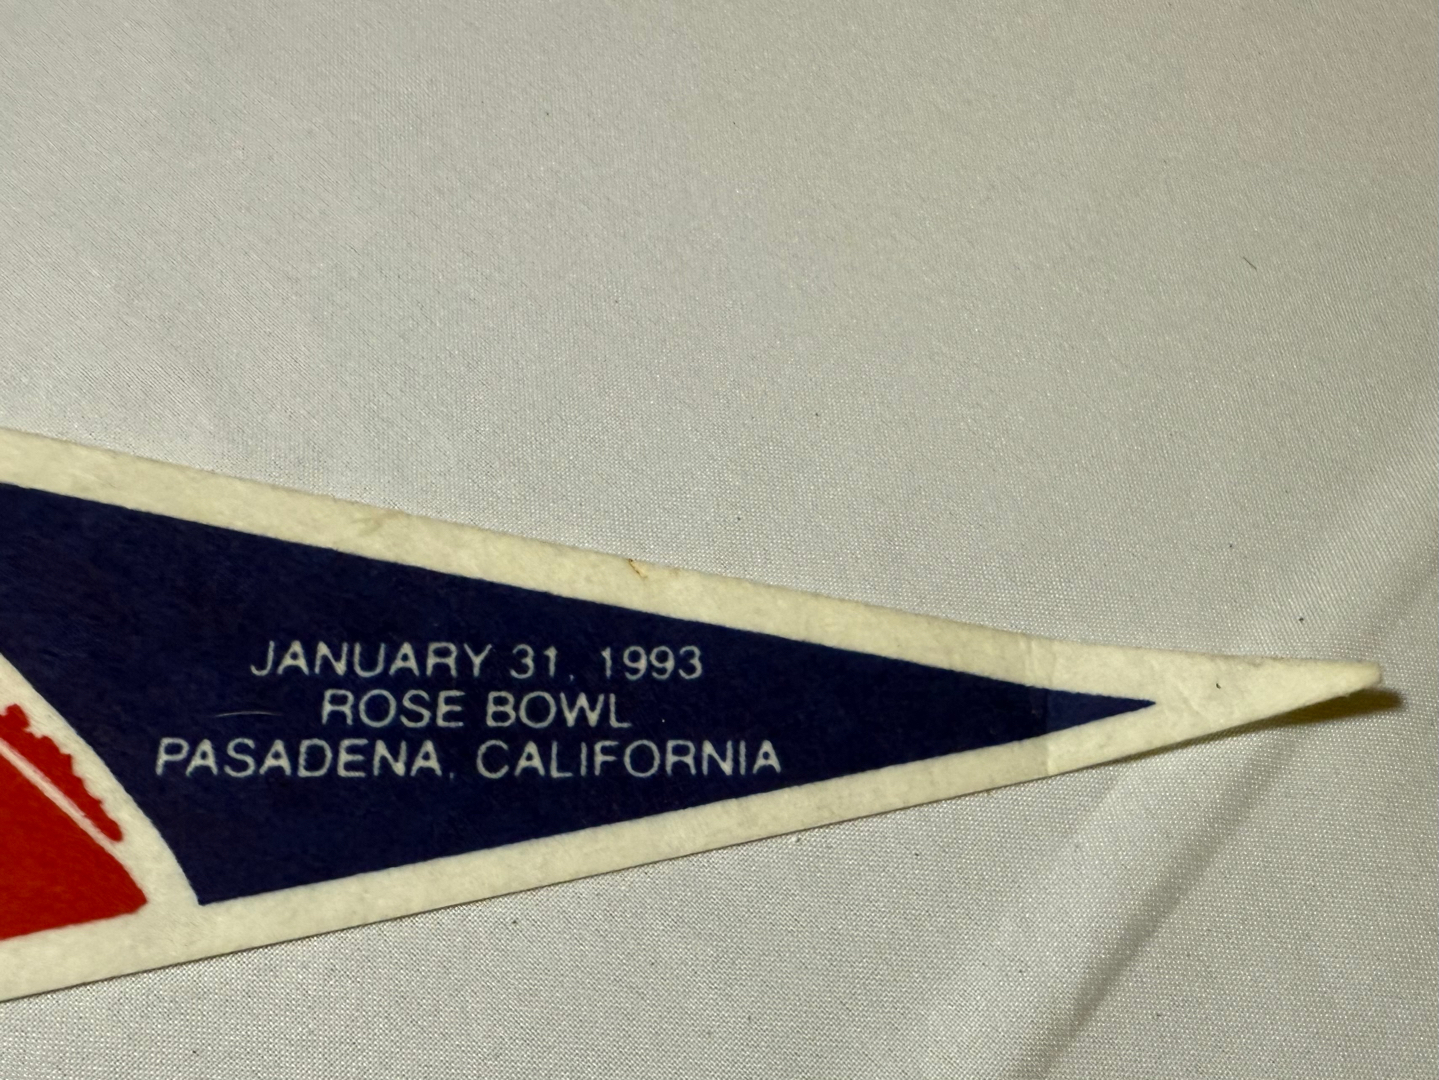 JANUARY 31, 1993
ROSE BOWL
PASADENA, CALIFORNIA